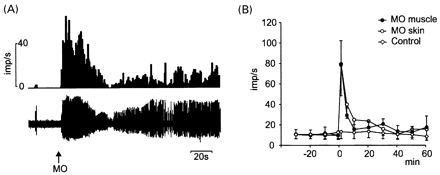 (A)
imp/s
40
0
MO
20s
(B)
MO muscle
MO skin
Control
imp/s
120
100
80
60
40
20
0
-20
0
20
40
60
min